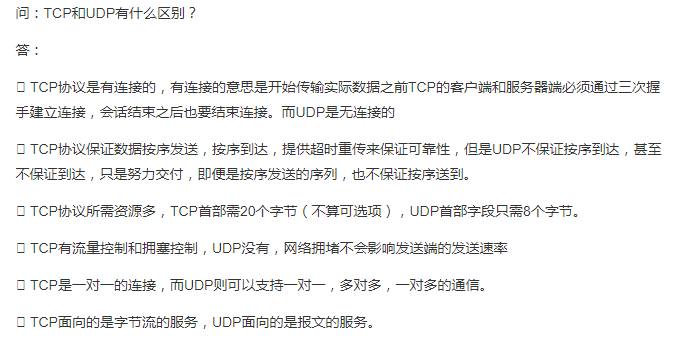 问：TCP和UDP有什么区别？
答：
 TCP协议是有连接的，有连接的意思是开始传输实际数据之前TCP的客户端和服务器端必须通过三次握
手建立连接，会话结束之后也要结束连接。而UDP是无连接的
 TCP协议保证数据按序发送，按序到达，提供超时重传来保证可靠性，但是UDP不保证按序到达，甚至
不保证到达，只是努力交付，即便是按序发送的序列，也不保证按序送到。
 TCP协议所需资源多，TCP首部需20个字节（不算可选项），UDP首部字段只需8个字节。
 TCP有流量控制和拥塞控制，UDP没有，网络拥堵不会影响发送端的发送速率
 TCP是一对一的连接，而UDP则可以支持一对一，多对多，一对多的通信。
 TCP面向的是字节流的服务，UDP面向的是报文的服务。